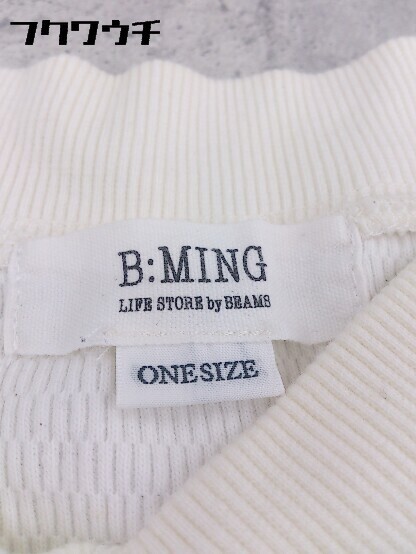 フクワウチ
B:MING
LIFE STORE by BEAMS
ONE SIZE